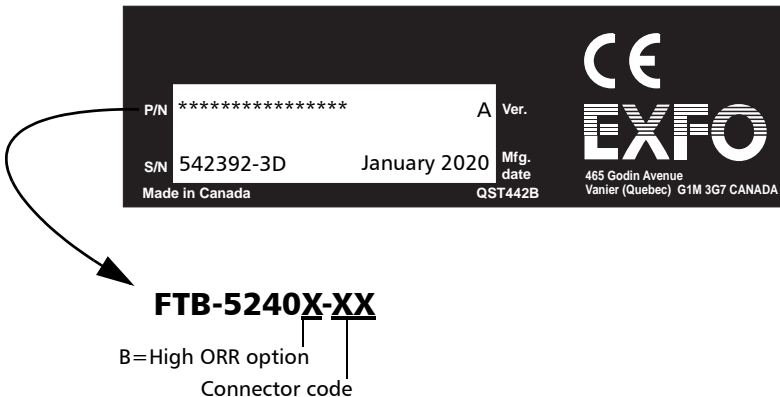 CE
P/N *************** A Ver.
EXFO
S/N 542392-3D January 2020 Mfg. date
465 Godin Avenue
Vanier (Quebec) G1M 3G7 CANADA
Made in Canada QST442B
FTB-5240X-XX
B=High ORR option
Connector code